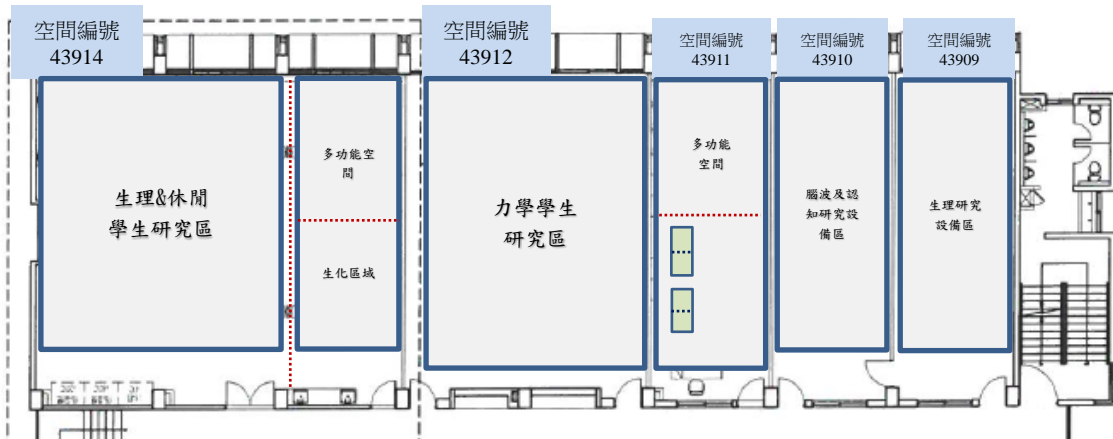 空間編號
43914
空間編號
43912
空間編號
43911
空間編號
43910
空間編號
43909
生理&休閒
學生研究區
多功能空
間
生化區域
力學學生
研究區
多功能
空間
腦波及認
知研究設
備區
生理研究
設備區